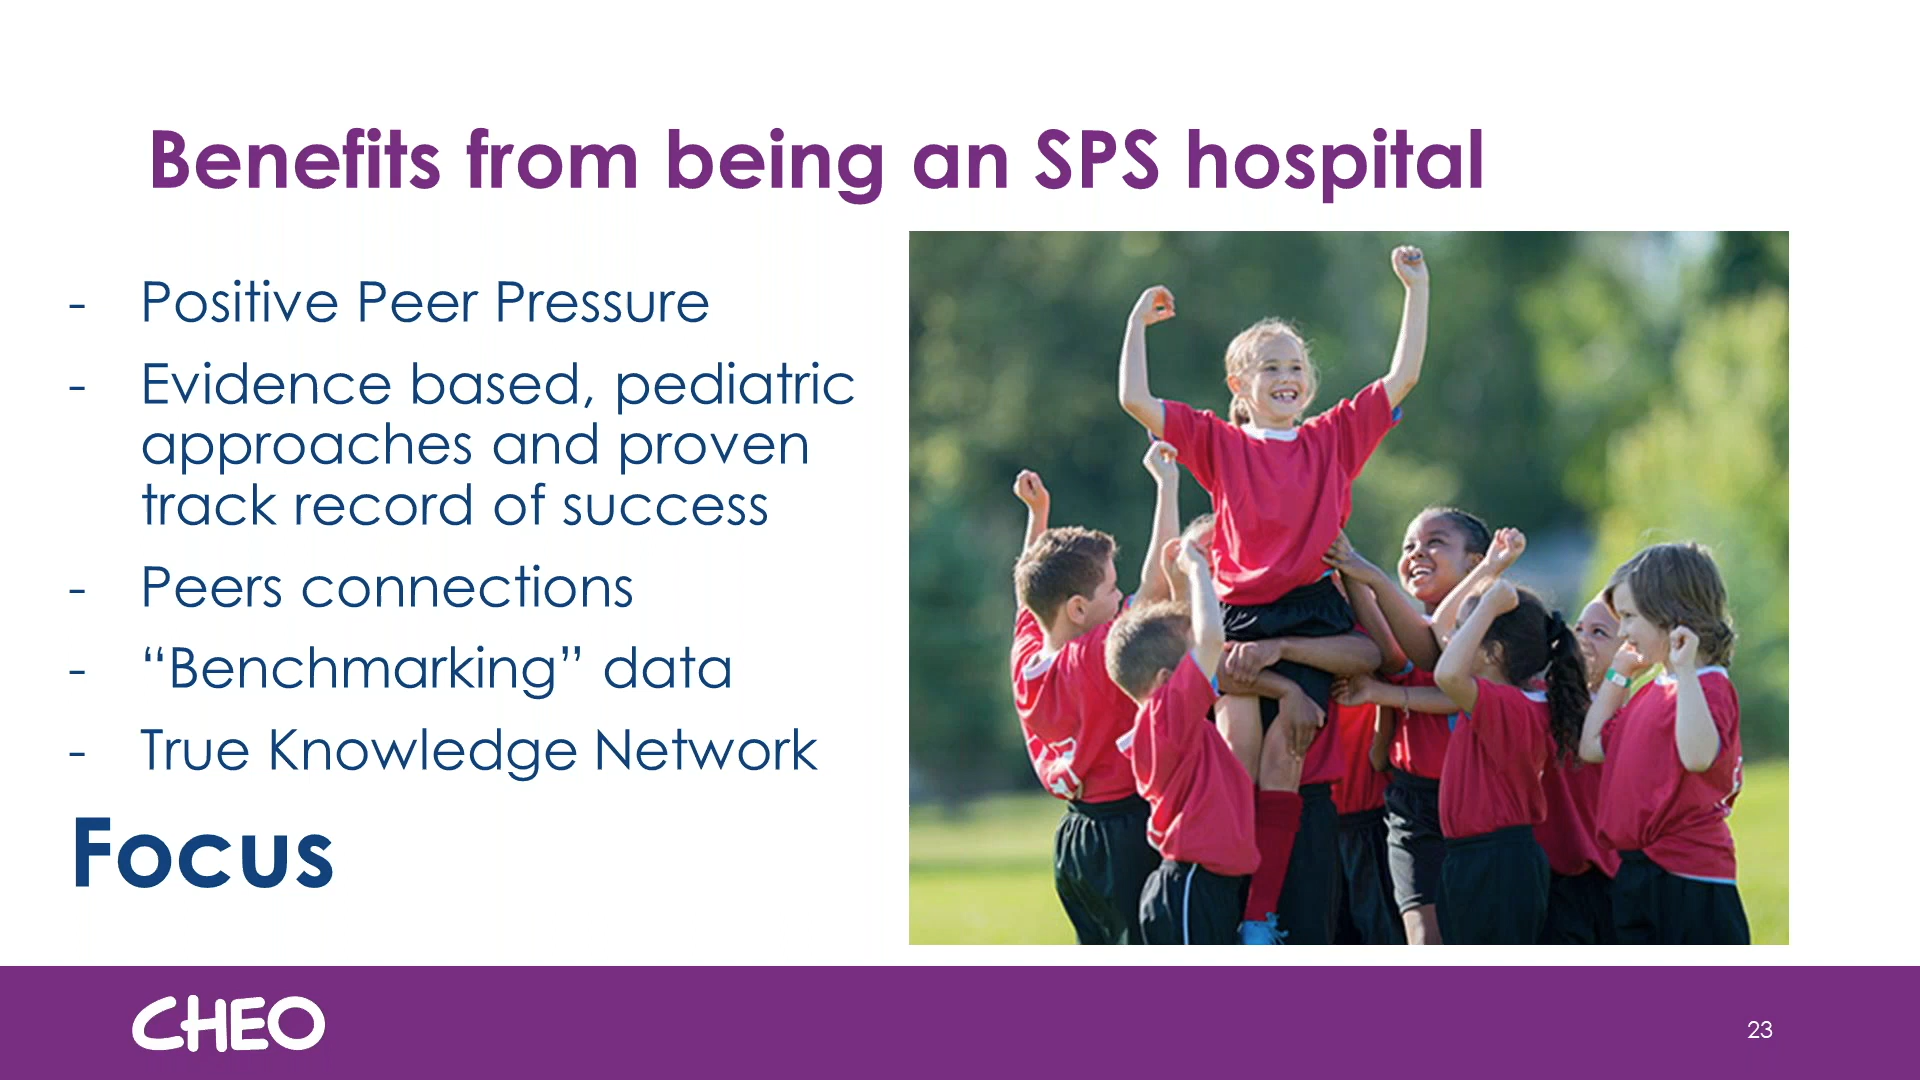 Benefits from being an SPS hospital
- Positive Peer Pressure
- Evidence based, pediatric
approaches and proven
track record of success
- Peers connections
- “Benchmarking” data
- True Knowledge Network
Focus
CHEO
23